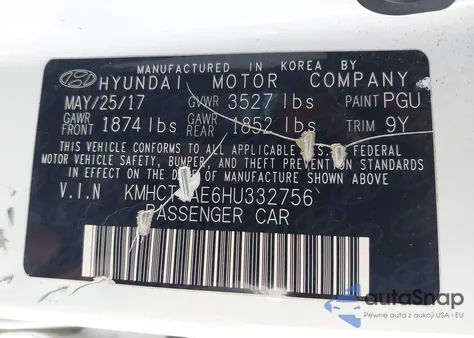 MANUFACTURED IN KOREA BY
HYUNDAI MOTOR COMPANY
MAY/25/17 GVWR 3527 lbs PAINT PGU
GAWR FRONT 1874 lbs GAWR REAR 1852 lbs TRIM 9Y
THIS VEHICLE CONFORMS TO ALL APPLICABLE FEDERAL
MOTOR VEHICLE SAFETY, BUMPER, AND THEFT PREVENTION STANDARDS
IN EFFECT ON THE DATE OF MANUFACTURE SHOWN ABOVE.
V.I.N
PASSENGER CAR
autoSnap
Pewne auta z aukcji USA - EU